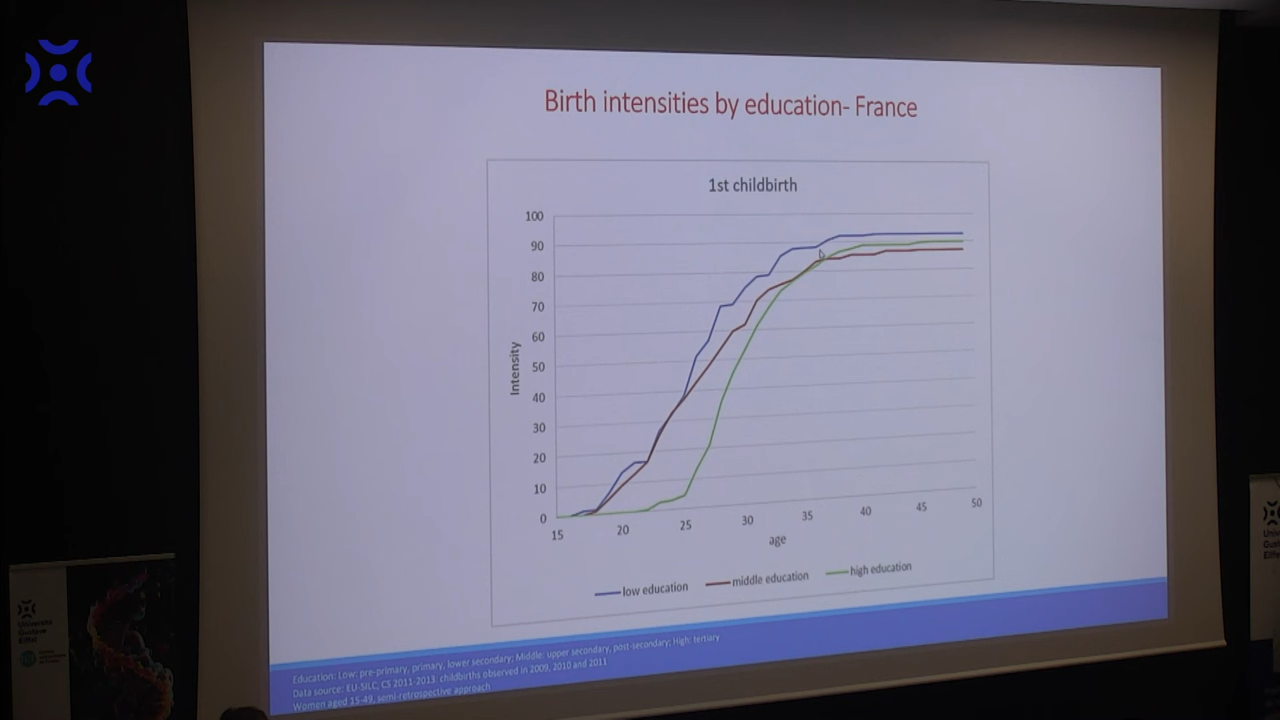 Birth intensities by education- France
1st childbirth
100
90
80
70
60
50
40
30
20
10
0
Intensity
15
20
25
30
35
40
45
50
age
low education
middle education
high education
Education: Low: pre-primary, primary, lower secondary; Middle: upper secondary, post-secondary; High: tertiary
Data source: EU-SILC, CS 2011-2013: childbirths observed in 2009, 2010 and 2011
Women aged 15-49, semi-retrospective approach
Université
Gustave
Eiffel